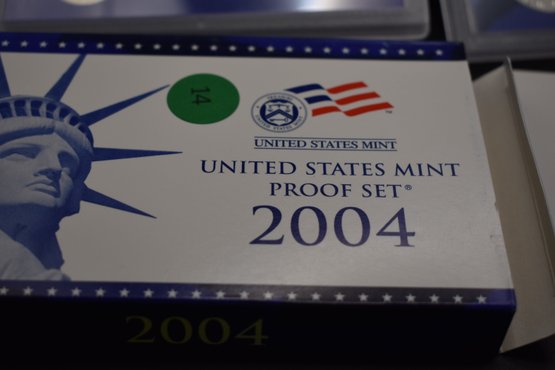 14
UNITED STATES MINT
UNITED STATES MINT
PROOF SET®
2004
2004